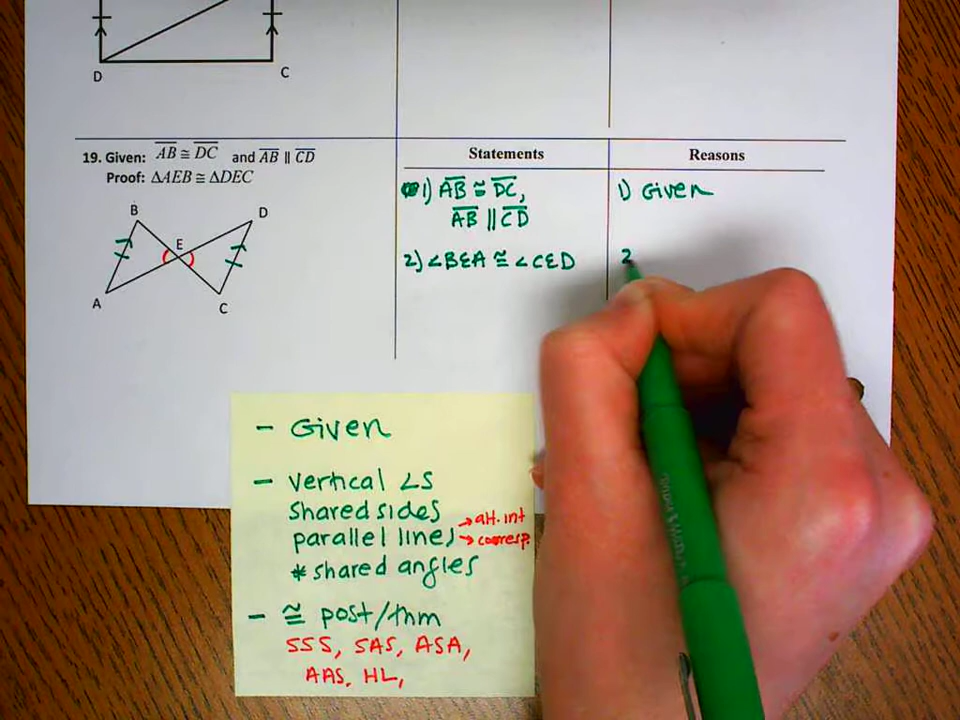 D
C
19. Given: AB ≅ DC and AB ∥ CD
Proof: ΔAEB ≅ ΔDEC
B
D
E
A
C
Statements
Reasons
1) AB ≅ DC,
AB ∥ CD
1) Given
2) ∠BEA ≅ ∠CED
2
- Given
- vertical ∠s
shared sides
parallel lines → alt. int
→ corresp.
* shared angles
- ≅ post/thm
SSS, SAS, ASA,
AAS, HL,